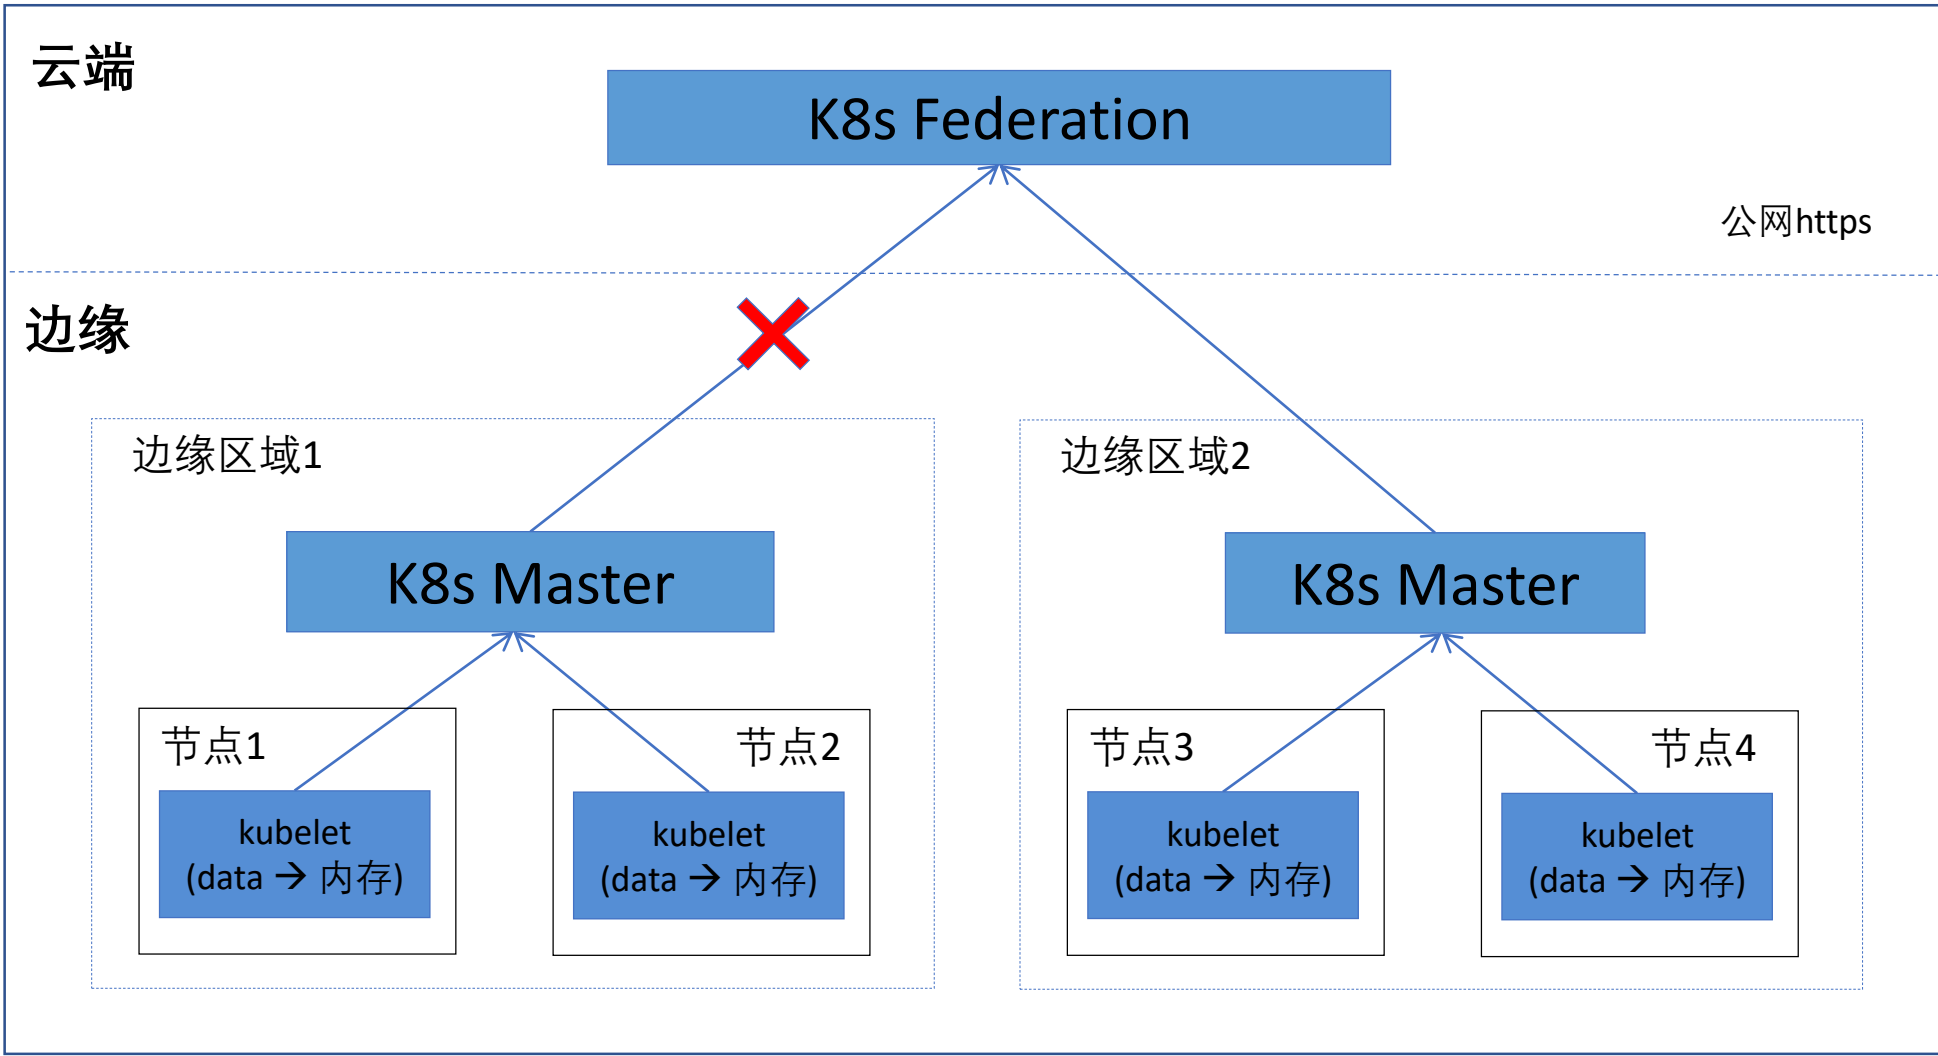 云端
K8s Federation
公网https
边缘
边缘区域1
边缘区域2
K8s Master
K8s Master
节点1
节点2
节点3
节点4
kubelet
(data → 内存)
kubelet
(data → 内存)
kubelet
(data → 内存)
kubelet
(data → 内存)